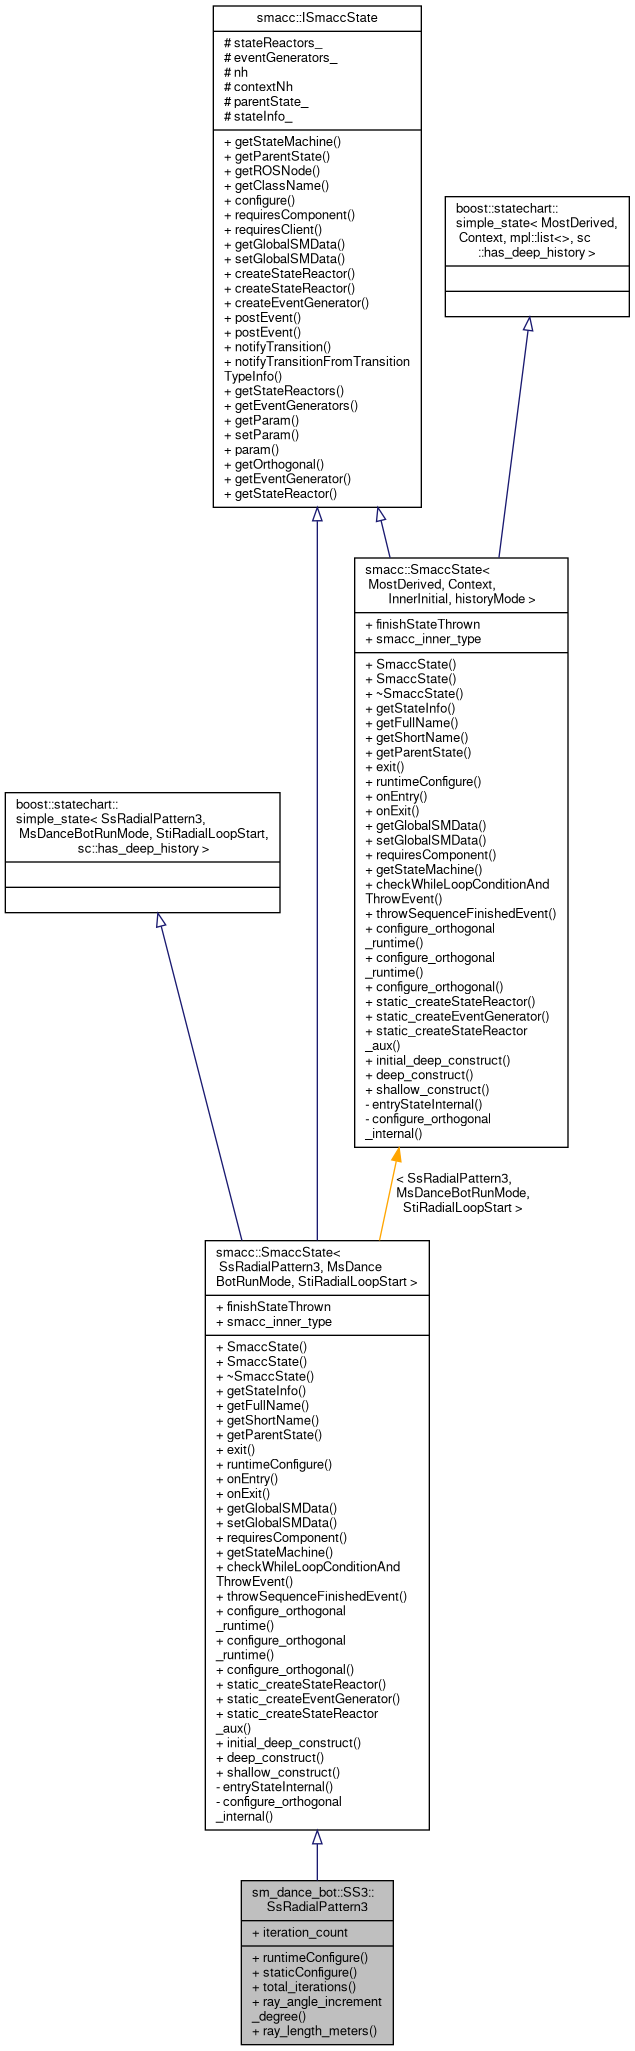 smacc::ISmaccState
# stateReactors_
# eventGenerators_
# nh
# contextNh
# parentState_
# stateInfo_
+ getStateMachine()
+ getParentState()
+ getROSNode()
+ getClassName()
+ configure()
+ requiresComponent()
+ requiresClient()
+ getGlobalSMData()
+ setGlobalSMData()
+ createStateReactor()
+ createStateReactor()
+ createEventGenerator()
+ postEvent()
+ postEvent()
+ notifyTransition()
+ notifyTransitionFromTransition
TypeInfo()
+ getStateReactors()
+ getEventGenerators()
+ getParam()
+ setParam()
+ param()
+ getOrthogonal()
+ getEventGenerator()
+ getStateReactor()
boost::statechart::
simple_state< MostDerived,
Context, mpl::list<>, sc
::has_deep_history >
smacc::SmaccState<
MostDerived, Context,
InnerInitial, historyMode >
+ finishStateThrown
+ smacc_inner_type
+ SmaccState()
+ SmaccState()
+ ~SmaccState()
+ getStateInfo()
+ getFullName()
+ getShortName()
+ getParentState()
+ exit()
+ runtimeConfigure()
+ onEntry()
+ onExit()
+ getGlobalSMData()
+ setGlobalSMData()
+ requiresComponent()
+ getStateMachine()
+ checkWhileLoopConditionAnd
ThrowEvent()
+ throwSequenceFinishedEvent()
+ configure_orthogonal
_runtime()
+ configure_orthogonal
_runtime()
+ configure_orthogonal()
+ static_createStateReactor()
+ static_createEventGenerator()
+ static_createStateReactor
_aux()
+ initial_deep_construct()
+ deep_construct()
+ shallow_construct()
- entryStateInternal()
- configure_orthogonal
_internal()
boost::statechart::
simple_state< SsRadialPattern3,
MsDanceBotRunMode, StiRadialLoopStart,
sc::has_deep_history >
< SsRadialPattern3,
MsDanceBotRunMode,
StiRadialLoopStart >
smacc::SmaccState<
SsRadialPattern3, MsDance
BotRunMode, StiRadialLoopStart >
+ finishStateThrown
+ smacc_inner_type
+ SmaccState()
+ SmaccState()
+ ~SmaccState()
+ getStateInfo()
+ getFullName()
+ getShortName()
+ getParentState()
+ exit()
+ runtimeConfigure()
+ onEntry()
+ onExit()
+ getGlobalSMData()
+ setGlobalSMData()
+ requiresComponent()
+ getStateMachine()
+ checkWhileLoopConditionAnd
ThrowEvent()
+ throwSequenceFinishedEvent()
+ configure_orthogonal
_runtime()
+ configure_orthogonal
_runtime()
+ configure_orthogonal()
+ static_createStateReactor()
+ static_createEventGenerator()
+ static_createStateReactor
_aux()
+ initial_deep_construct()
+ deep_construct()
+ shallow_construct()
- entryStateInternal()
- configure_orthogonal
_internal()
sm_dance_bot::SS3::
SsRadialPattern3
+ iteration_count
+ runtimeConfigure()
+ staticConfigure()
+ total_iterations()
+ ray_angle_increment
_degree()
+ ray_length_meters()